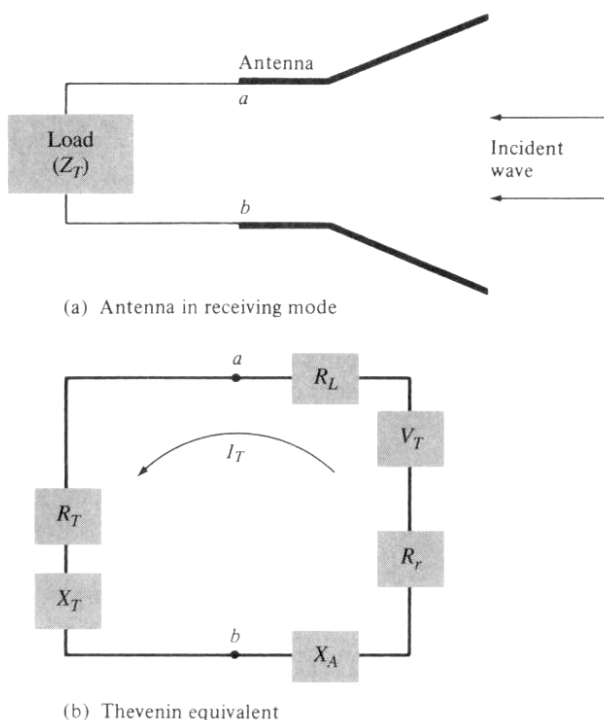 Antenna
a
Load
(Z_T)
Incident
wave
b
(a) Antenna in receiving mode
a
R_L
V_T
I_T
R_T
R_r
X_T
b
X_A
(b) Thevenin equivalent